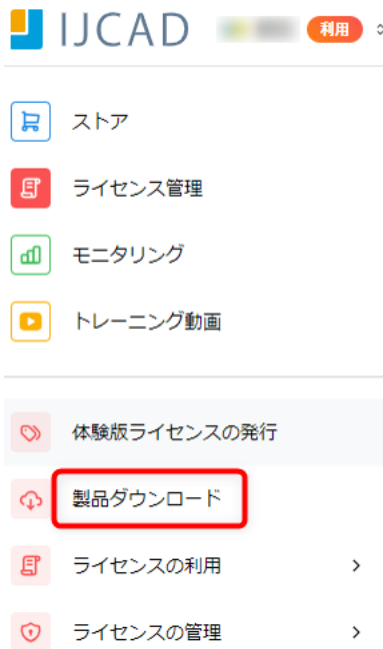 IJCAD 利用
ストア
ライセンス管理
モニタリング
トレーニング動画
体験版ライセンスの発行
製品ダウンロード
ライセンスの利用
ライセンスの管理